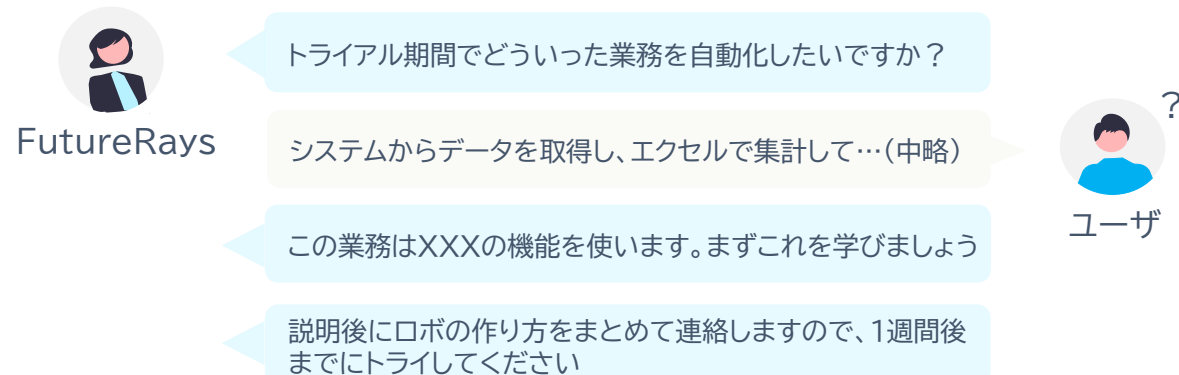 トライアル期間でどういった業務を自動化したいですか？
FutureRays
？
システムからデータを取得し、エクセルで集計して…（中略）
ユーザ
この業務はXXXの機能を使います。まずこれを学びましょう
説明後にロボの作り方をまとめて連絡しますので、1週間後
までにトライしてください